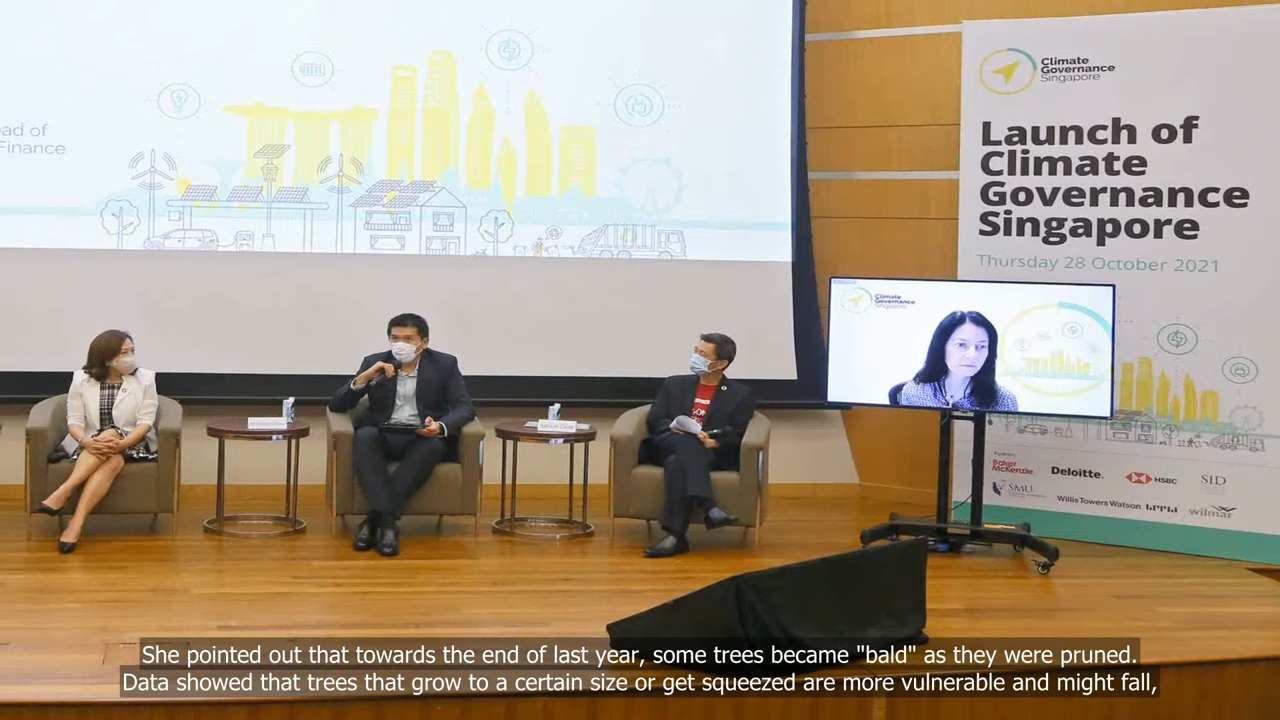 ead of
Finance
Climate
Governance
Singapore
Launch of
Climate
Governance
Singapore
Thursday 28 October 2021
Climate
Governance
Singapore
Baker
McKenzie
Deloitte.
HSBC
SID
SMU
WillisTowersWatson
wilmar
She pointed out that towards the end of last year, some trees became "bald" as they were pruned.
Data showed that trees that grow to a certain size or get squeezed are more vulnerable and might fall,